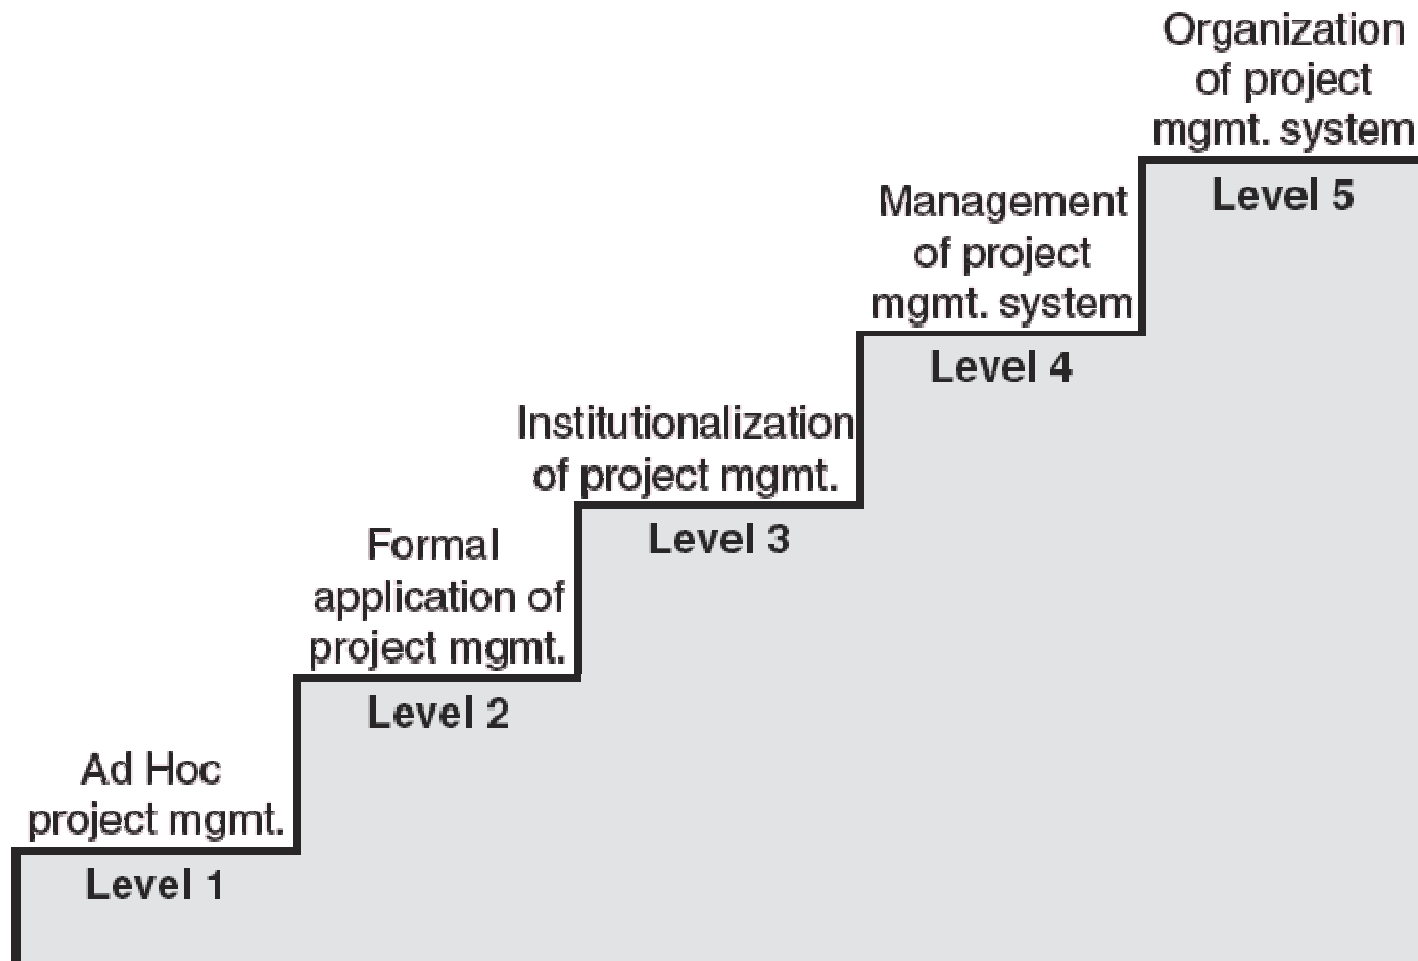 Organization
of project
mgmt. system
Level 5
Management
of project
mgmt. system
Level 4
Institutionalization
of project mgmt.
Level 3
Formal
application of
project mgmt.
Level 2
Ad Hoc
project mgmt.
Level 1